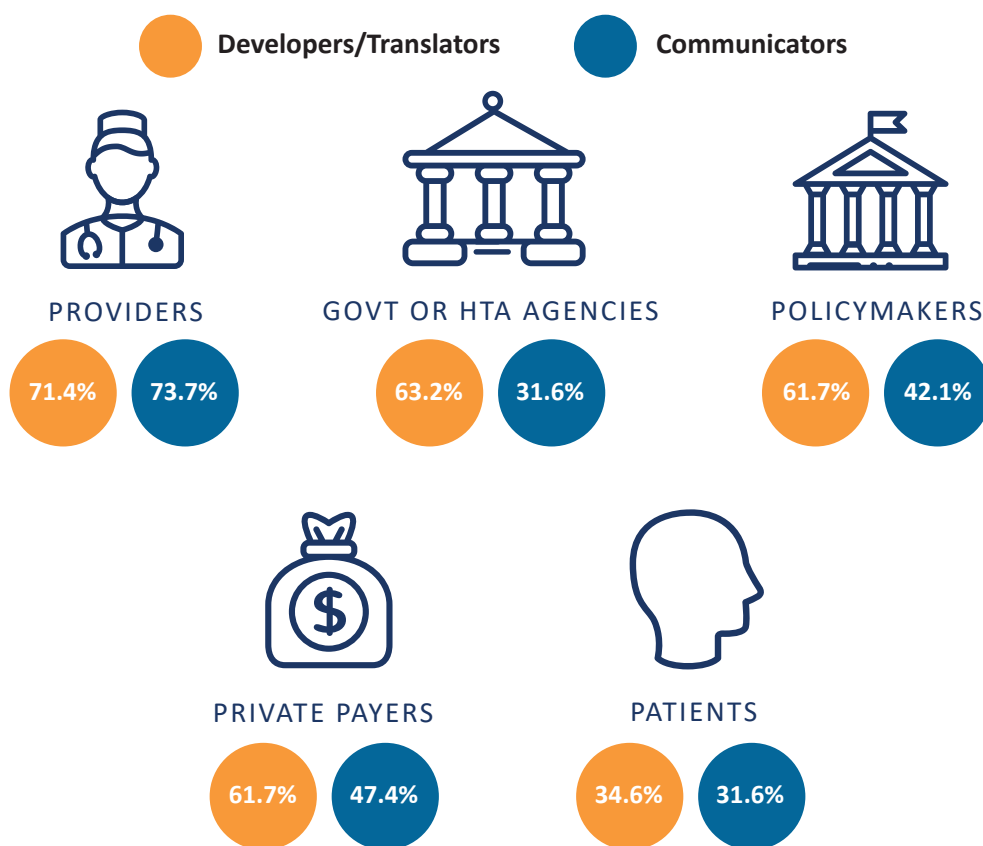 Developers/Translators Communicators
PROVIDERS GOVT OR HTA AGENCIES POLICYMAKERS
71.4% 73.7% 63.2% 31.6% 61.7% 42.1%
$
PRIVATE PAYERS PATIENTS
61.7% 47.4% 34.6% 31.6%